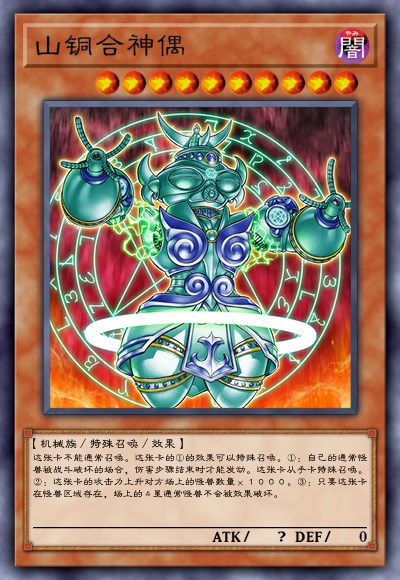 山铜合神偶
闇
やみ
【机械族／特殊召唤／效果】
这张卡不能通常召唤。这张卡的①的效果可以特殊召唤。①：自己的通常怪
兽被战斗破坏的场合，伤害步骤结束时才能发动。这张卡从手卡特殊召唤。
②：这张卡的攻击力上升对方场上的怪兽数量×１０００。③：只要这张卡
在怪兽区域存在，场上的４星通常怪兽不会被效果破坏。
ATK/ ? DEF/ 0